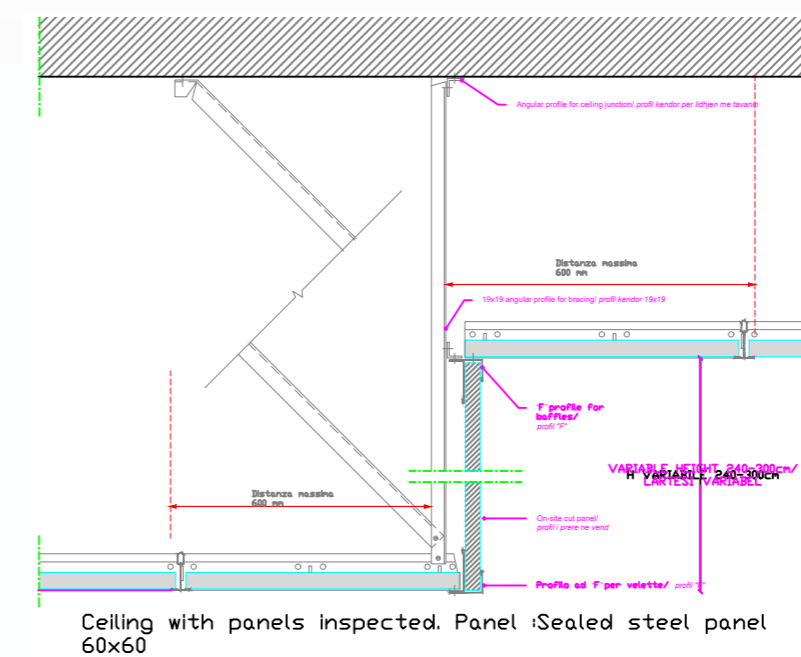 Angular profile for ceiling junction/ profil kendor per lidhjen me tavanin
Distanza massima
600 mm
19x19 angular profile for bracing/ profil kendor 19x19
"F"profile for
baffles/
profil "F"
VARIABLE HEIGHT 240-300cm/
H VARIABILE 240-300cm
LARTESI VARIABEL
Distanza massima
600 mm
On-site cut panel/
profil i prere ne vend
Profilo ad "F"per velette/ profil
Ceiling with panels inspected. Panel :Sealed steel panel
60x60